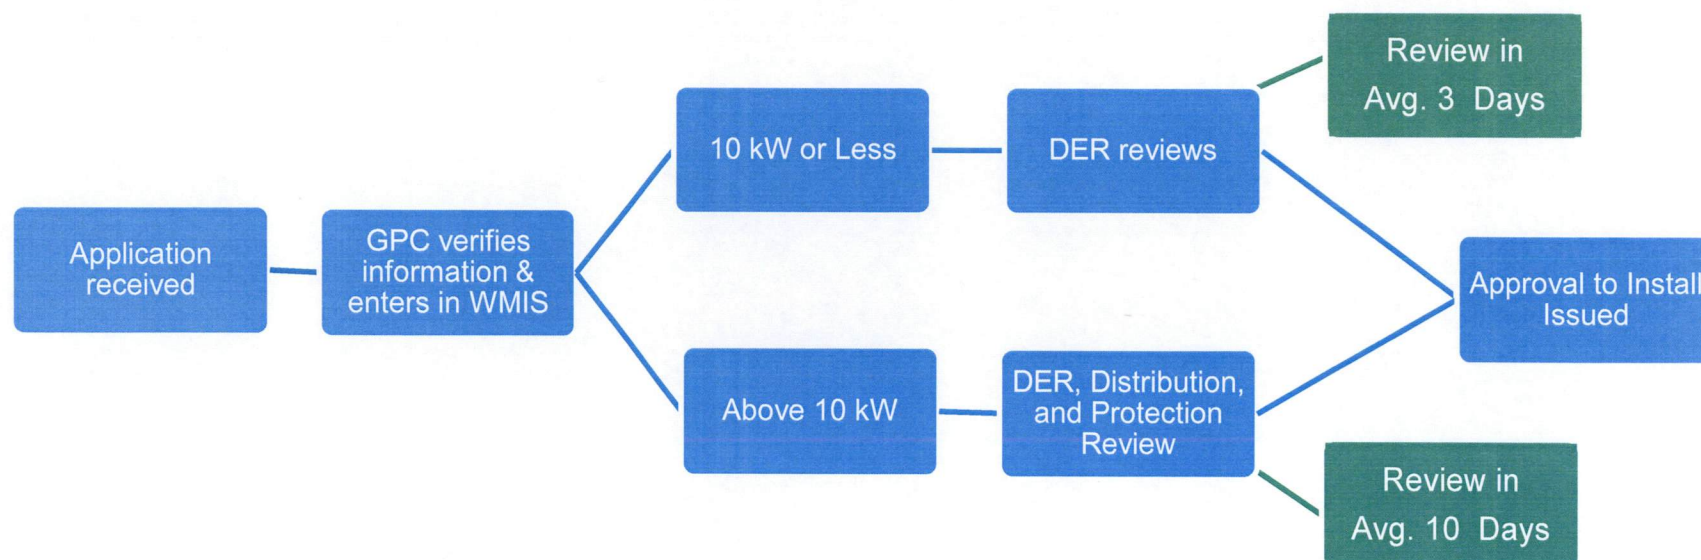 Application
received
GPC verifies
information &
enters in WMIS
10 kW or Less
DER reviews
Review in
Avg. 3 Days
Above 10 kW
DER, Distribution,
and Protection
Review
Review in
Avg. 10 Days
Approval to Install
Issued